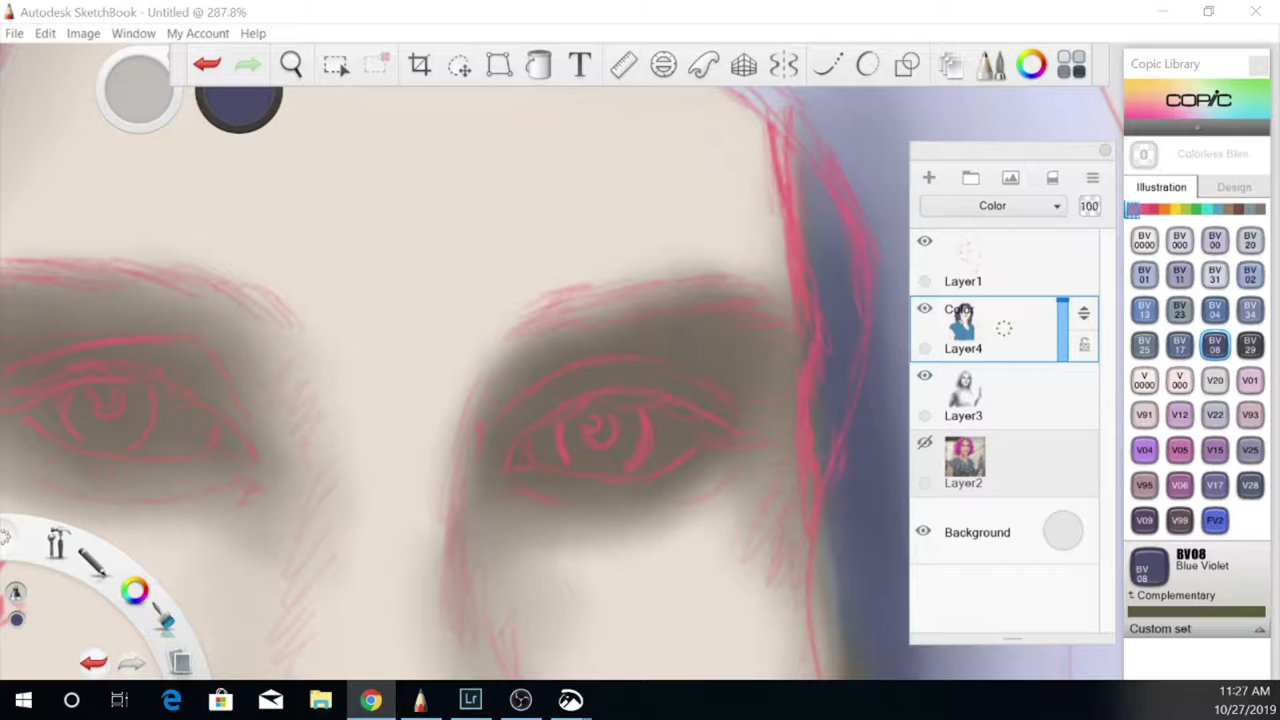 Autodesk SketchBook - Untitled @ 287.8%
File Edit Image Window My Account Help
T
Copic Library
COPIC
0 Colorless Blen..
Illustration Design
BV 0000 BV 000 BV 00 BV 20
BV 01 BV 11 BV 31 BV 02
BV 13 BV 23 BV 04 BV 34
BV 25 BV 17 BV 08 BV 29
V 0000 V 000 V20 V01
V91 V12 V22 V93
V04 V05 V15 V25
V95 V06 V17 V28
V09 V99 FV2
BV 08
BV08
Blue Violet
Complementary
Custom set
Color 100
Layer1
Color
Layer4
Layer3
Layer2
Background
Lr
11:27 AM
10/27/2019